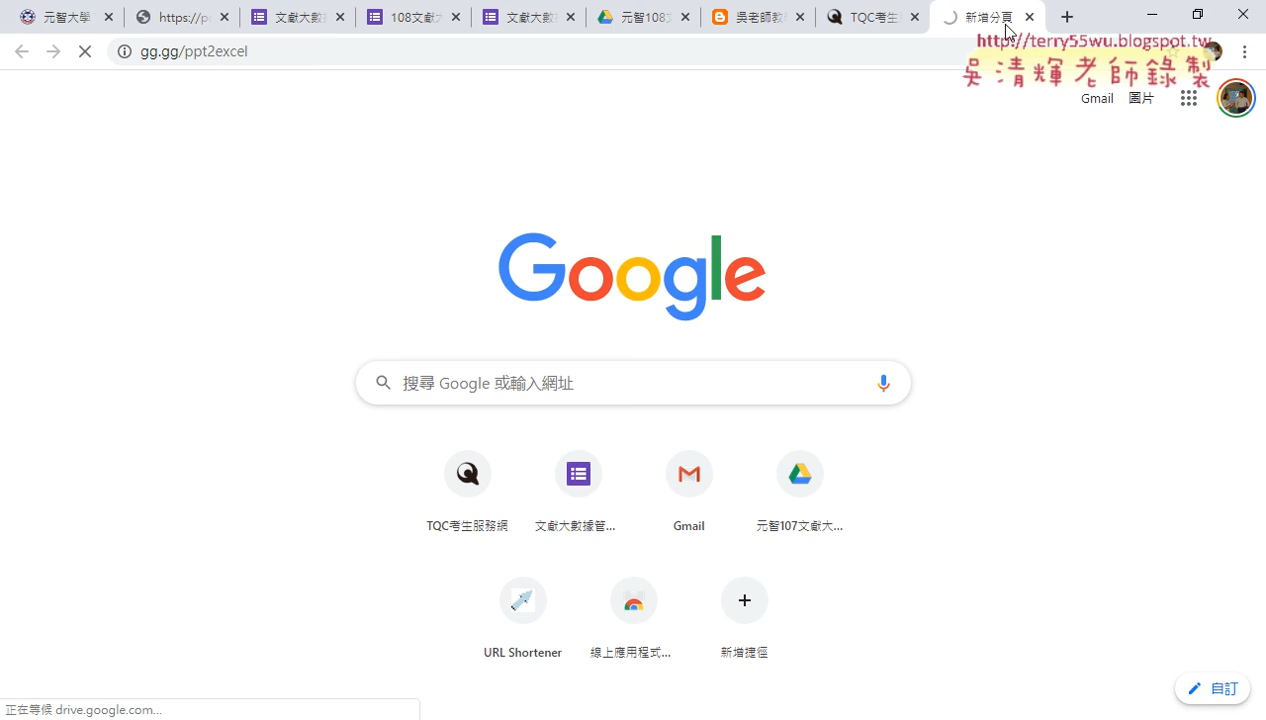 元智大學
https://p
文獻大數
108文獻大
文獻大數
元智108
吳老師教
TQC考生
新增分頁
gg.gg/ppt2excel
http://terry55wu.blogspot.tw
吳清輝老師錄製
Gmail 圖片
Google
搜尋 Google 或輸入網址
TQC考生服務網 文獻大數據管... Gmail 元智107文獻大...
URL Shortener 線上應用程式... 新增捷徑
自訂
正在等候 drive.google.com...